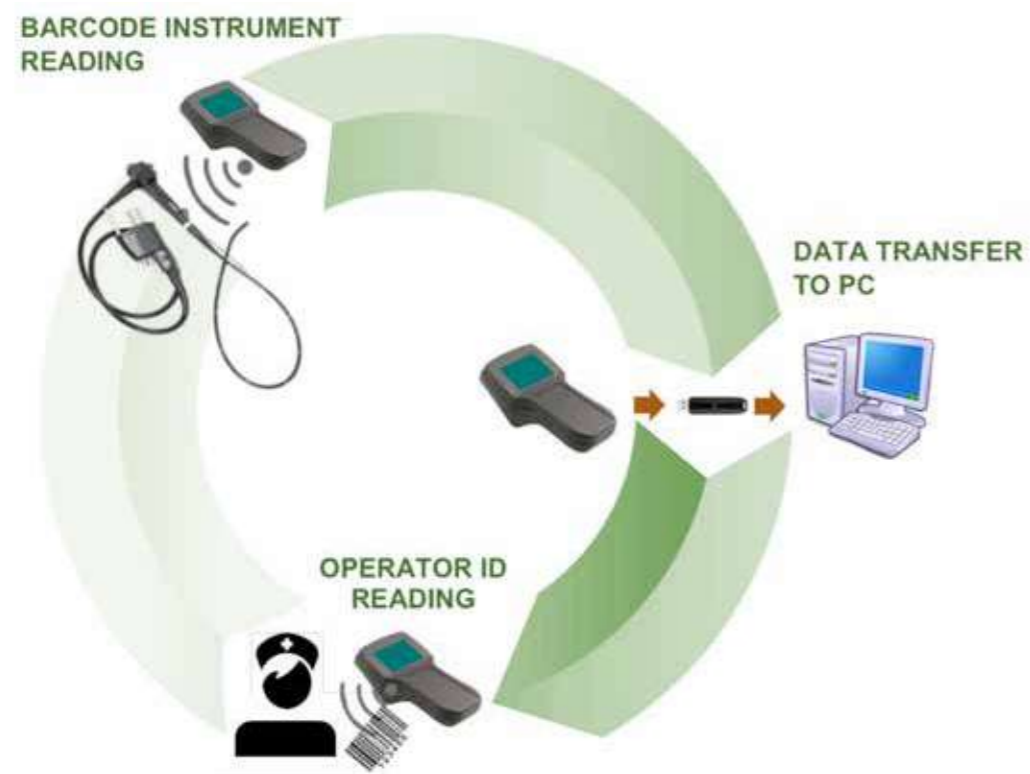 BARCODE INSTRUMENT
READING
DATA TRANSFER
TO PC
OPERATOR ID
READING